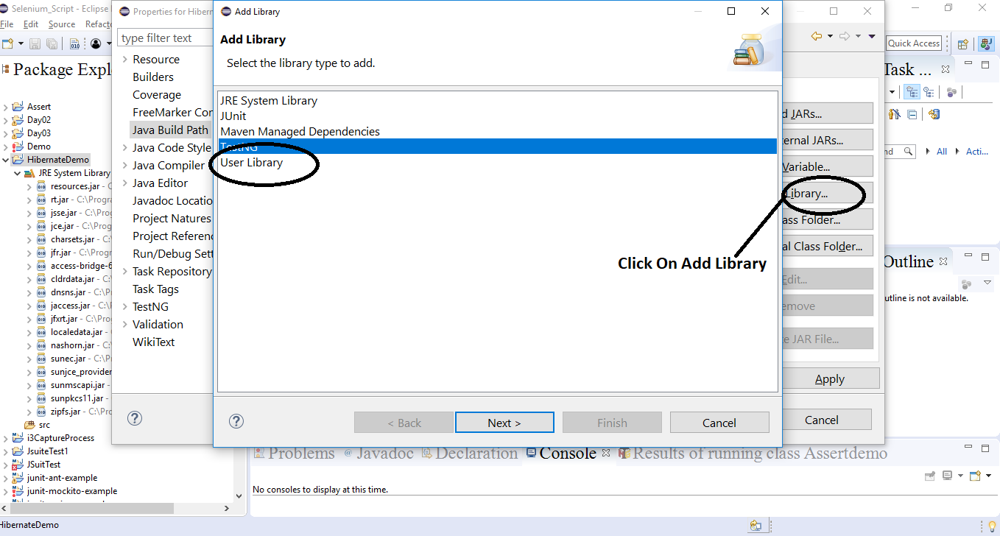 Selenium_Script - Eclipse
File Edit Source Refact
Quick Access
Package Expl
Assert
Day02
Day03
Demo
HibernateDemo
JRE System Library
resources.jar - C:\Progr
rt.jar - C:\Program
jsse.jar - C:\Progra
jce.jar - C:\Progra
charsets.jar - C:\P
jfr.jar - C:\Progra
access-bridge-6
cldrdata.jar - C:\
dnsns.jar - C:\Pr
jaccess.jar - C:\P
jfxrt.jar - C:\Pro
localedata.jar - C
nashorn.jar - C:\
sunec.jar - C:\Pr
sunjce_provider
sunmscapi.jar -
sunpkcs11.jar -
zipfs.jar - C:\Pro
src
i3CaptureProcess
JsuiteTest1
JSuitTest
junit-ant-example
junit-mockito-example
HibernateDemo
Properties for Hibern
type filter text
Resource
Builders
Coverage
FreeMarker Con
Java Build Path
Java Code Style
Java Compiler
Java Editor
Javadoc Locatio
Project Natures
Project Referenc
Run/Debug Sett
Task Repository
Task Tags
TestNG
Validation
WikiText
Add Library
Add Library
Select the library type to add.
JRE System Library
JUnit
Maven Managed Dependencies
TestNG
User Library
Click On Add Library
< Back Next > Finish Cancel
d JARs...
ernal JARs...
Variable...
Library...
ass Folder...
al Class Folder...
Edit...
emove
e JAR File...
Apply
Cancel
Task ...
nd All Acti...
Outline
utline is not available.
Problems @ Javadoc Declaration Console Results of running class Assertdemo
No consoles to display at this time.